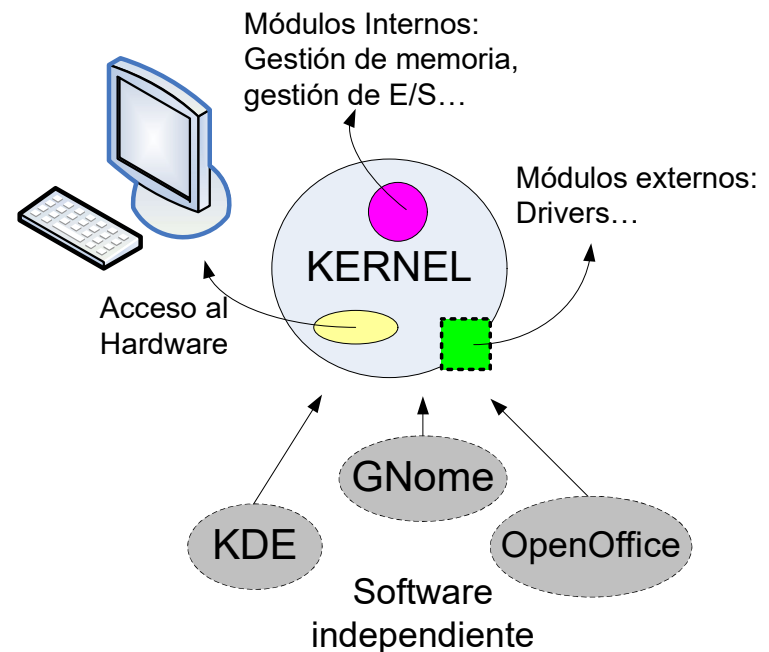 Módulos Internos:
Gestión de memoria,
gestión de E/S…
Módulos externos:
Drivers…
KERNEL
Acceso al
Hardware
GNome
KDE
OpenOffice
Software
independiente